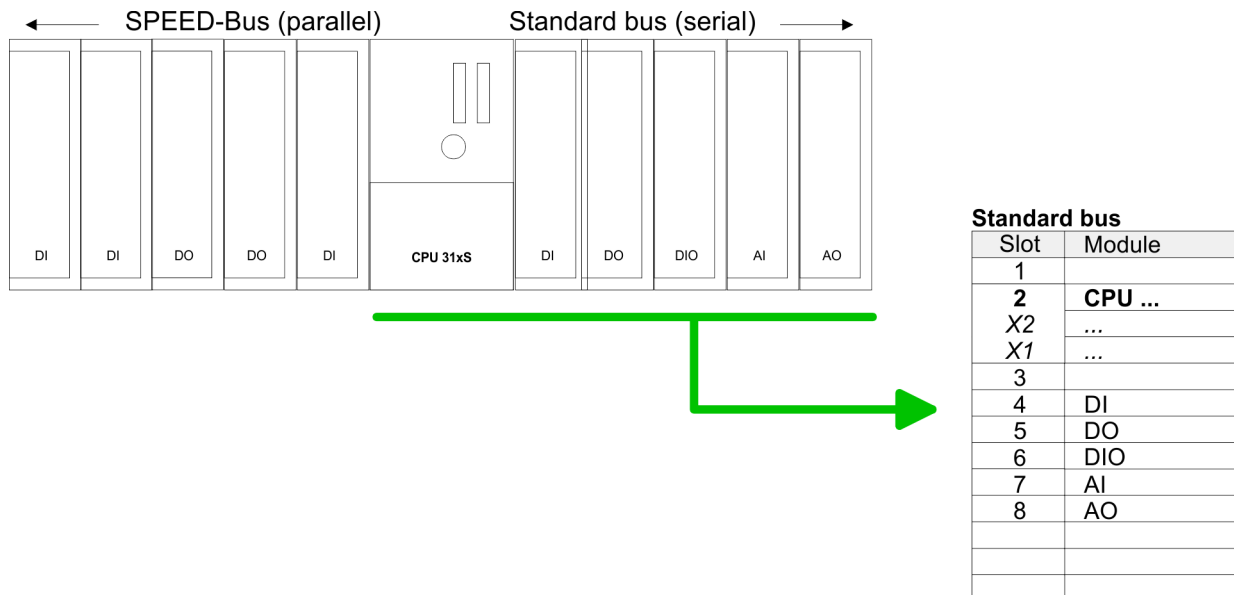 SPEED-Bus (parallel) Standard bus (serial)
DI DI DO DO DI CPU 31xS DI DO DIO AI AO
Standard bus
Slot Module
1
2 CPU ...
X2 ...
X1 ...
3
4 DI
5 DO
6 DIO
7 AI
8 AO